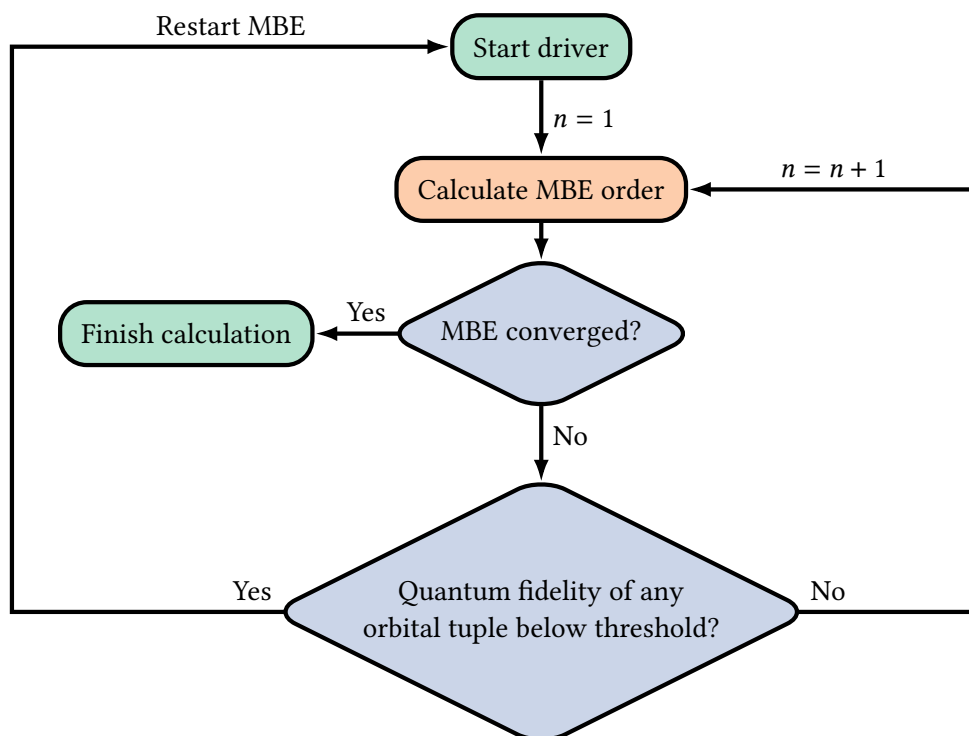 Restart MBE
Start driver
n = 1
Calculate MBE order
n = n + 1
MBE converged?
Yes
Finish calculation
No
Quantum fidelity of any
orbital tuple below threshold?
Yes
No